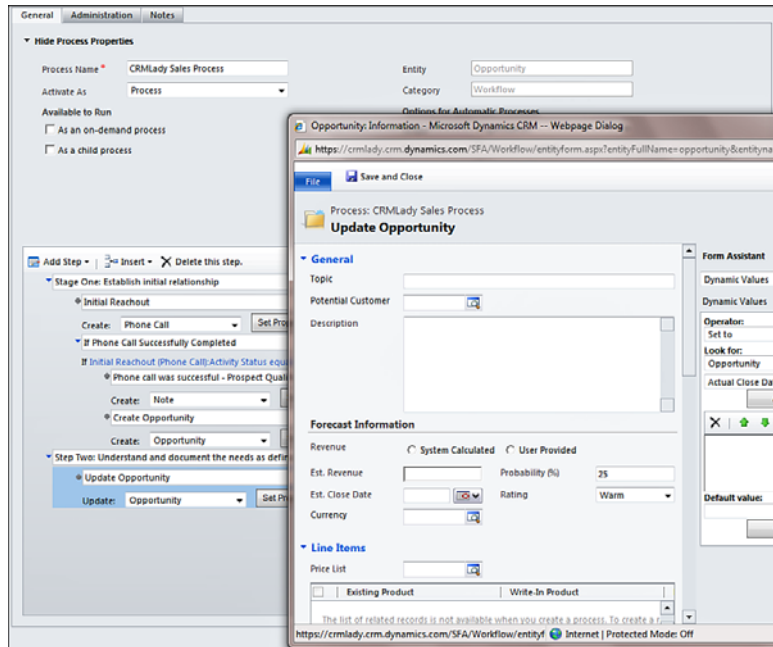 General Administration Notes
Hide Process Properties
Process Name * CRMLady Sales Process Entity Opportunity
Activate As Process Category Workflow
Available to Run Options for Automatic Processes
As an on-demand process
As a child process
Add Step Insert Delete this step.
Stage One: Establish initial relationship
Initial Reachout
Create: Phone Call Set
If Phone Call Successfully Completed
If Initial Reachout (Phone Call):Activity Status
Phone call was successful - Prospect
Create: Note
Create Opportunity
Create: Opportunity
Step Two: Understand and document the needs as
Update Opportunity
Update: Opportunity Set
Opportunity: Information - Microsoft Dynamics CRM -- Webpage Dialog
https://crmlady.crm.dynamics.com/SFA/Workflow/entityform.aspx?entityFullName=opportunity&entityna
File Save and Close
Process: CRMLady Sales Process
Update Opportunity
General
Topic
Potential Customer
Description
Forecast Information
Revenue System Calculated User Provided
Est. Revenue Probability (%) 25
Est. Close Date Rating Warm
Currency
Line Items
Price List
Existing Product Write-In Product
The list of related records is not available when you create a process. To create a
Form Assistant
Dynamic Values
Dynamic Values
Operator:
Set to
Look for:
Opportunity
Actual Close
Default value:
https://crmlady.crm.dynamics.com/SFA/Workflow/entityf Internet | Protected Mode: Off